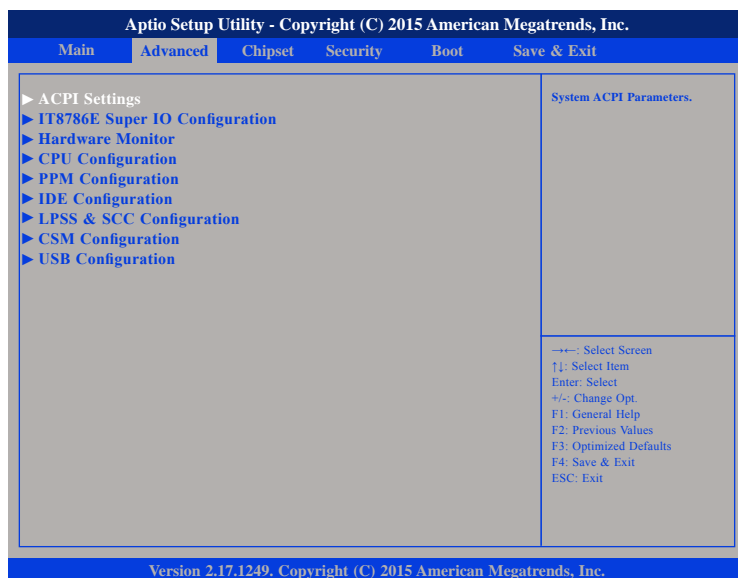 Aptio Setup Utility - Copyright (C) 2015 American Megatrends, Inc.
Main Advanced Chipset Security Boot Save & Exit
▶ ACPI Settings
▶ IT8786E Super IO Configuration
▶ Hardware Monitor
▶ CPU Configuration
▶ PPM Configuration
▶ IDE Configuration
▶ LPSS & SCC Configuration
▶ CSM Configuration
▶ USB Configuration
System ACPI Parameters.
→←: Select Screen
↑↓: Select Item
Enter: Select
+/-: Change Opt.
F1: General Help
F2: Previous Values
F3: Optimized Defaults
F4: Save & Exit
ESC: Exit
Version 2.17.1249. Copyright (C) 2015 American Megatrends, Inc.